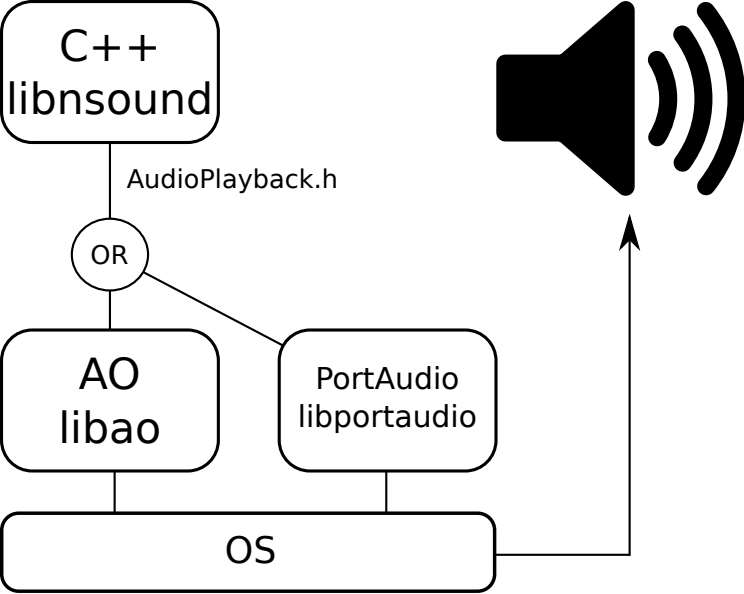 C++
libnsound
AudioPlayback.h
OR
AO
libao
PortAudio
libportaudio
OS